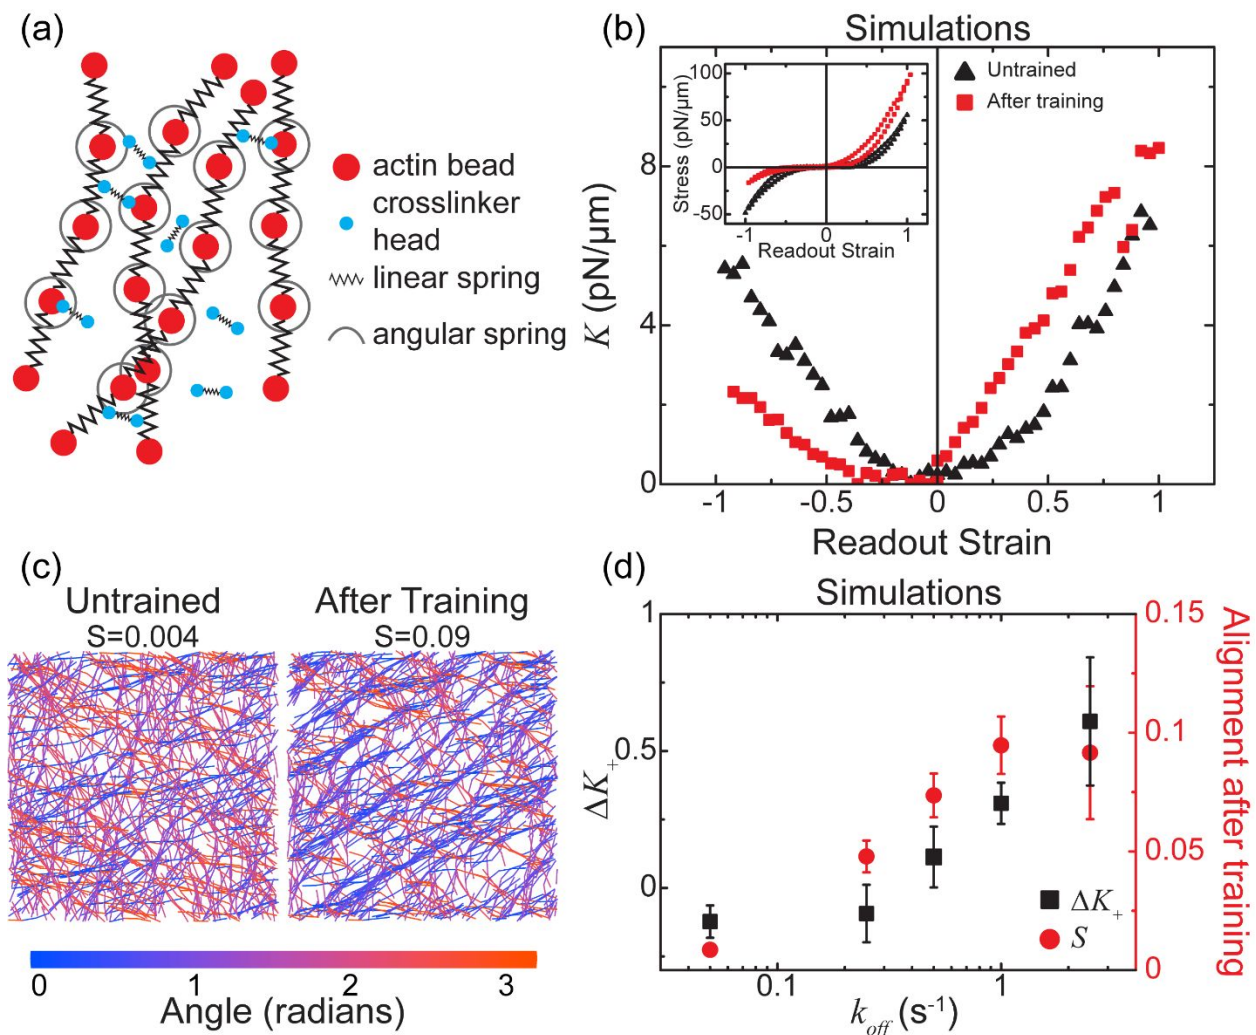 (a)
actin bead
crosslinker
head
linear spring
angular spring
(b)
Simulations
Untrained
After training
K (pN/μm)
8
4
0
-1
-0.5
0
0.5
1
Readout Strain
Stress (pN/μm)
100
50
0
-50
-1
0
1
Readout Strain
(c)
Untrained
S=0.004
After Training
S=0.09
0
1
2
3
Angle (radians)
(d)
Simulations
ΔK₊
1
0.5
0
0.1
1
k_off (s⁻¹)
ΔK₊
S
0.15
0.10
0.05
0
Alignment after training